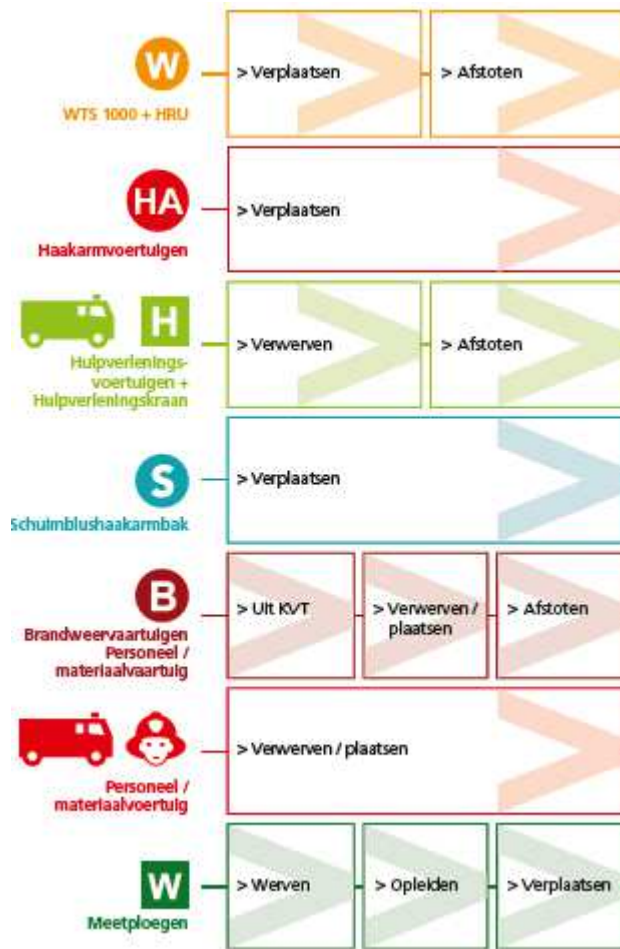 W
WTS 1000 + HRU
> Verplaatsen
> Afstoten
HA
Haakarmvoertuigen
> Verplaatsen
H
Hulpverlenings-
voertuigen +
Hulpverleningskraan
> Verwerven
> Afstoten
S
Schuimblushaakarmbak
> Verplaatsen
B
Brandweervaartuigen
Personeel /
materiaalvaartuig
> Uit KVT
> Verwerven /
plaatsen
> Afstoten
Personeel /
materiaalvoertuig
> Verwerven / plaatsen
W
Meetploegen
> Werven
> Opleiden
> Verplaatsen